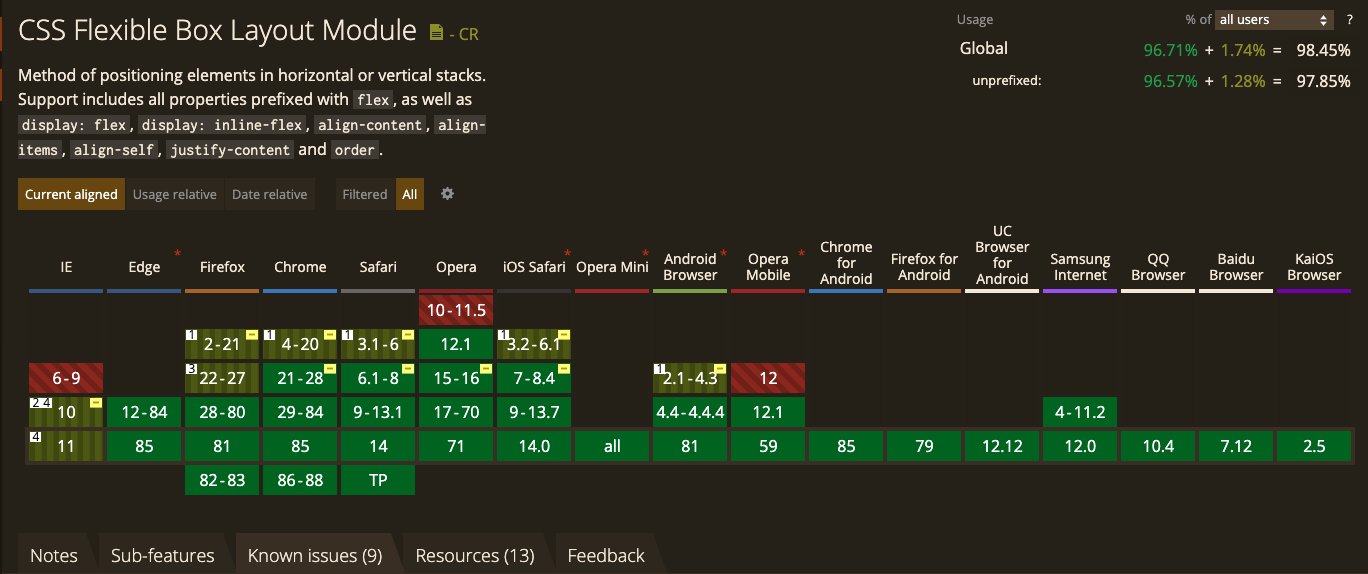 CSS Flexible Box Layout Module - CR
Usage % of all users ?
Global 96.71% + 1.74% = 98.45%
unprefixed: 96.57% + 1.28% = 97.85%
Method of positioning elements in horizontal or vertical stacks.
Support includes all properties prefixed with flex, as well as
display: flex, display: inline-flex, align-content, align-
items, align-self, justify-content and order.
Current aligned Usage relative Date relative Filtered All
IE Edge * Firefox Chrome Safari Opera iOS Safari * Opera Mini * Android Browser * Opera Mobile * Chrome for Android Firefox for Android UC Browser for Android Samsung Internet QQ Browser Baidu Browser KaiOS Browser
10-11.5
1 2-21 1 4-20 1 3.1-6 12.1 1 3.2-6.1
6-9 3 22-27 21-28 6.1-8 15-16 7-8.4 1 2.1-4.3 12
2 4 10 12-84 28-80 29-84 9-13.1 17-70 9-13.7 4.4-4.4.4 12.1 4-11.2
4 11 85 81 85 14 71 14.0 all 81 59 85 79 12.12 12.0 10.4 7.12 2.5
82-83 86-88 TP
Notes Sub-features Known issues (9) Resources (13) Feedback